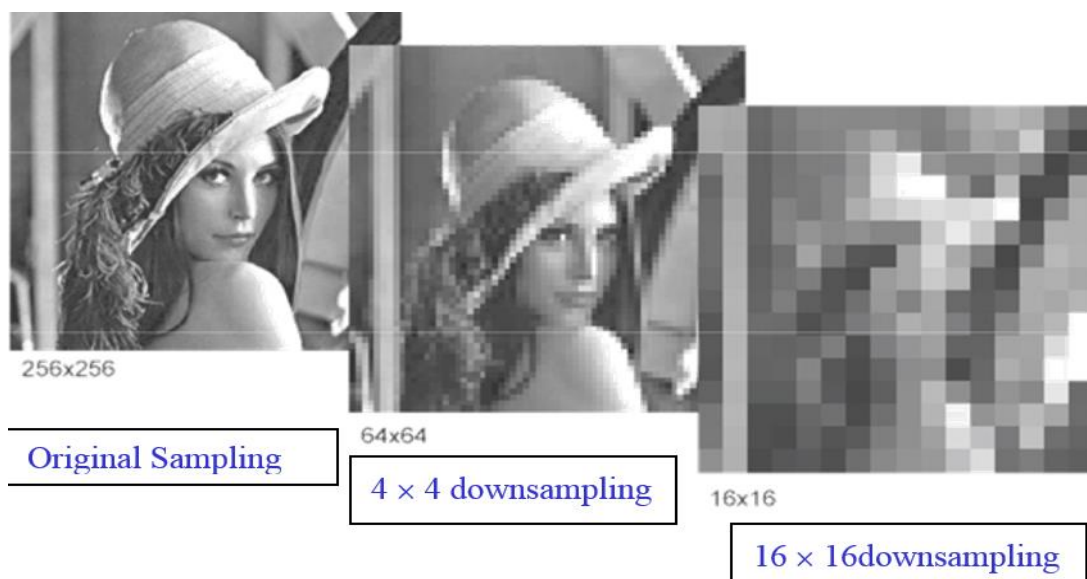 256x256
Original Sampling
64x64
4 × 4 downsampling
16x16
16 × 16downsampling